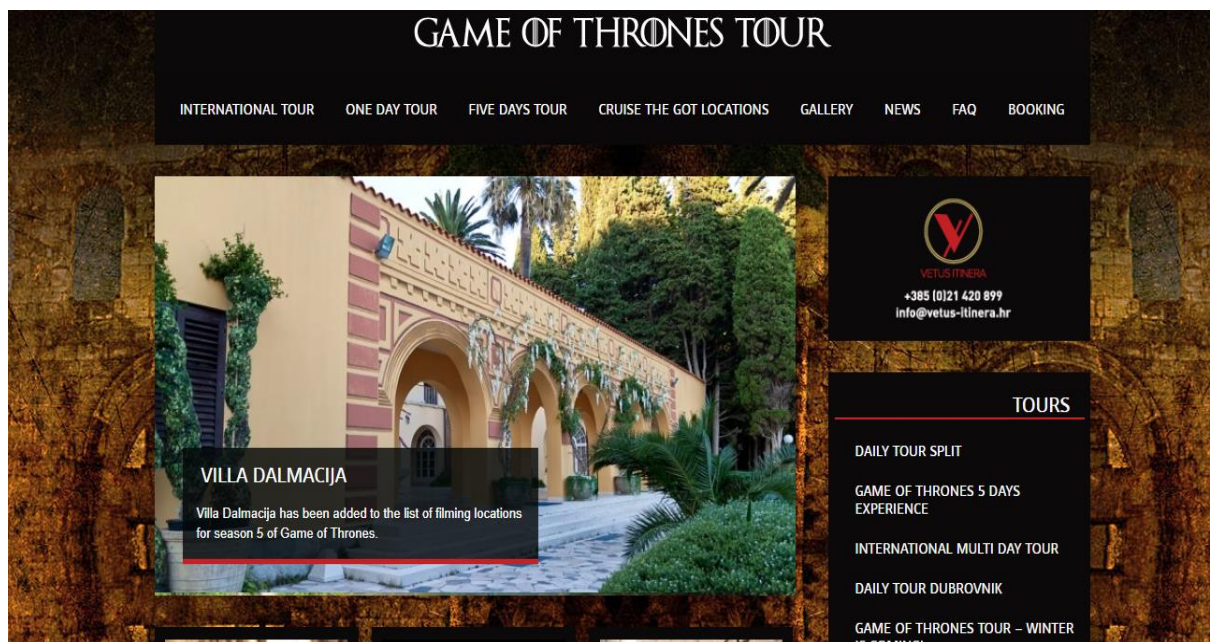 GAME OF THRONES TOUR
INTERNATIONAL TOUR ONE DAY TOUR FIVE DAYS TOUR CRUISE THE GOT LOCATIONS GALLERY NEWS FAQ BOOKING
VILLA DALMACIJA
Villa Dalmacija has been added to the list of filming locations
for season 5 of Game of Thrones.
VETUS ITINERA
+385 (0)21 420 899
info@vetus-itinera.hr
TOURS
DAILY TOUR SPLIT
GAME OF THRONES 5 DAYS
EXPERIENCE
INTERNATIONAL MULTI DAY TOUR
DAILY TOUR DUBROVNIK
GAME OF THRONES TOUR – WINTER
IS COMING!